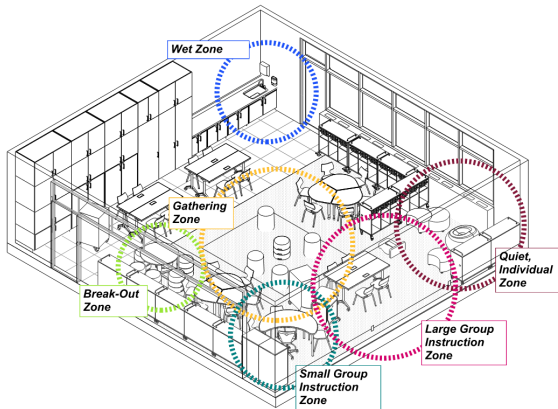 Wet Zone
Gathering
Zone
Quiet,
Individual
Zone
Break-Out
Zone
Large Group
Instruction
Zone
Small Group
Instruction
Zone